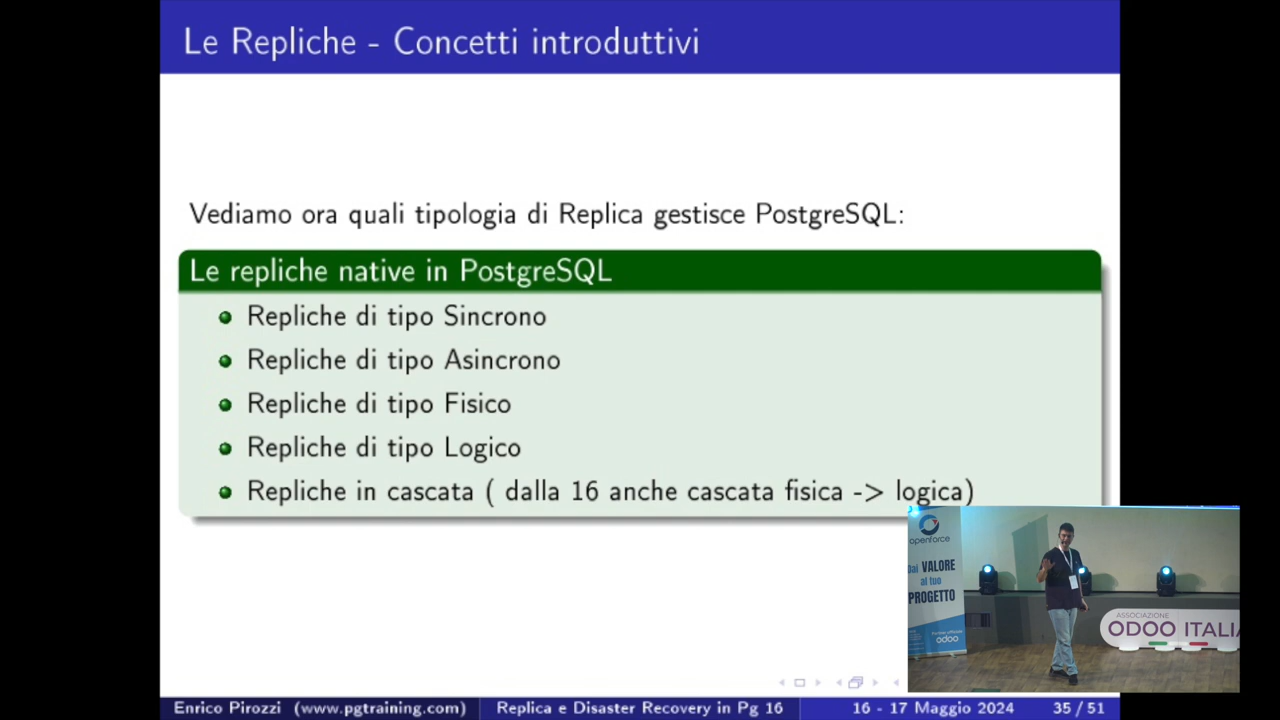 Le Repliche - Concetti introduttivi
Vediamo ora quali tipologia di Replica gestisce PostgreSQL:
Le repliche native in PostgreSQL
Repliche di tipo Sincrono
Repliche di tipo Asincrono
Repliche di tipo Fisico
Repliche di tipo Logico
Repliche in cascata ( dalla 16 anche cascata fisica -> logica)
openforce
Dai VALORE
al tuo
PROGETTO
odoo
ASSOCIAZIONE
ODOO ITALIA
Enrico Pirozzi (www.pgtraining.com)
Replica e Disaster Recovery in Pg 16
16 - 17 Maggio 2024
35 / 51